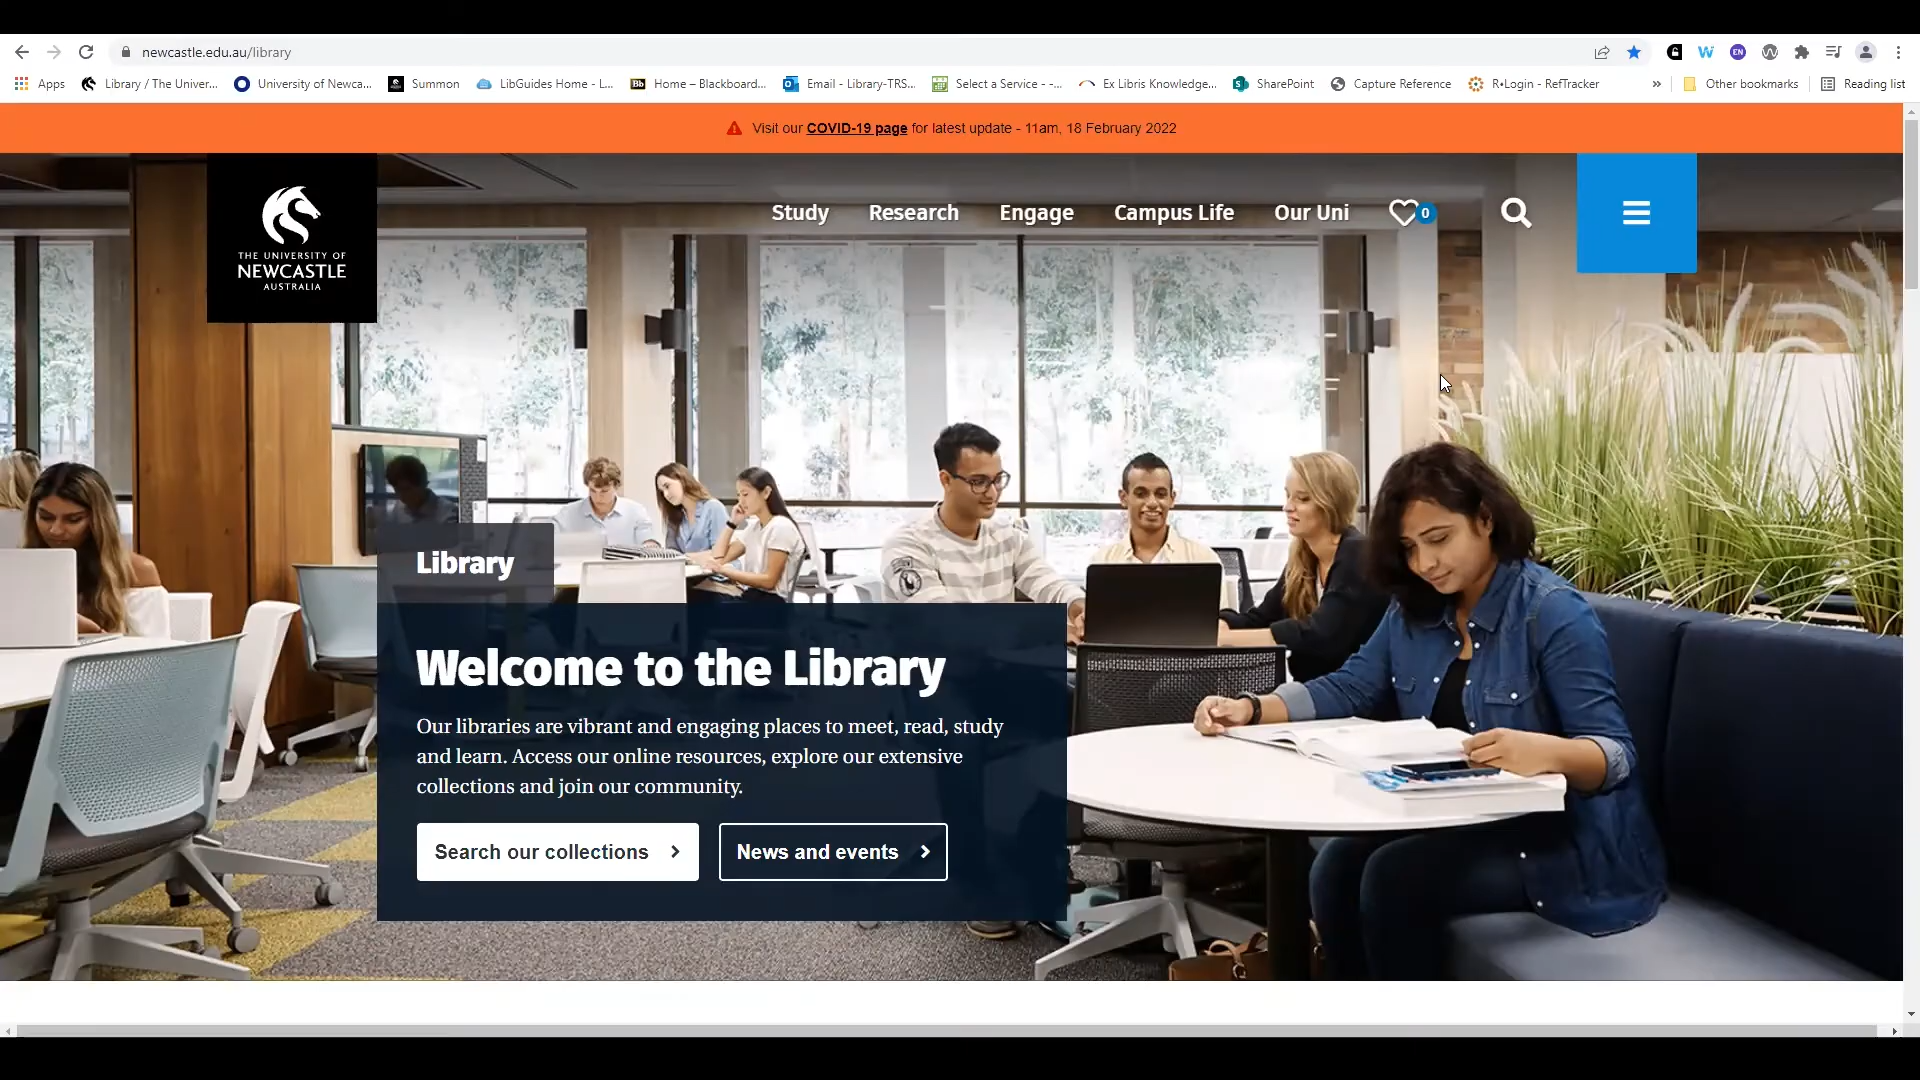 newcastle.edu.au/library
Apps
Library / The Univer...
University of Newca...
Summon
LibGuides Home - L...
Bb
Home – Blackboard...
Email - Library-TRS...
Select a Service - -...
Ex Libris Knowledge...
SharePoint
Capture Reference
R•Login - RefTracker
»
Other bookmarks
Reading list
Visit our COVID-19 page for latest update - 11am, 18 February 2022
THE UNIVERSITY OF
NEWCASTLE
AUSTRALIA
Study
Research
Engage
Campus Life
Our Uni
0
Library
Welcome to the Library
Our libraries are vibrant and engaging places to meet, read, study
and learn. Access our online resources, explore our extensive
collections and join our community.
Search our collections
News and events